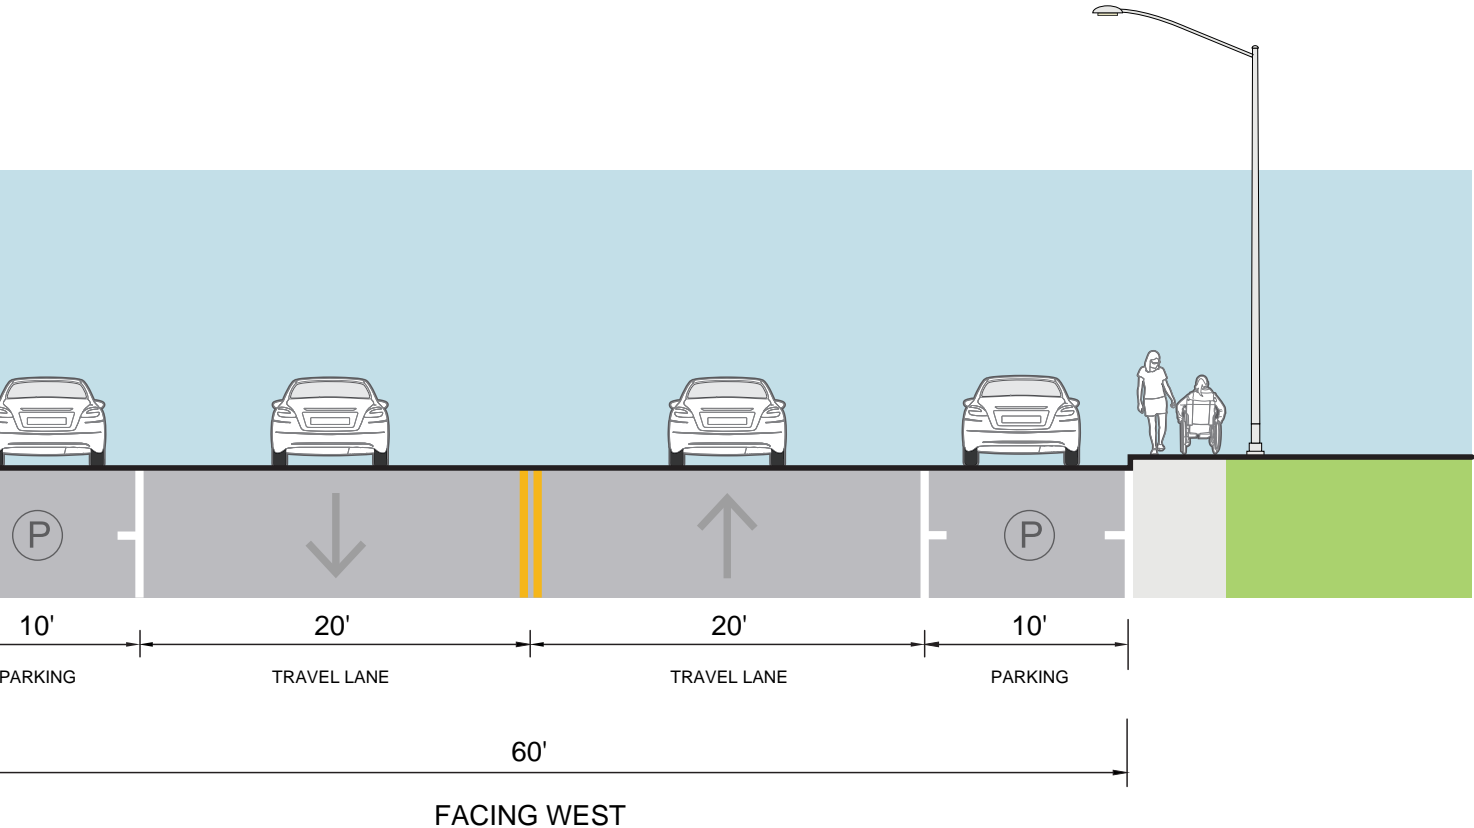 P
P
10'
20'
20'
10'
PARKING
TRAVEL LANE
TRAVEL LANE
PARKING
60'
FACING WEST